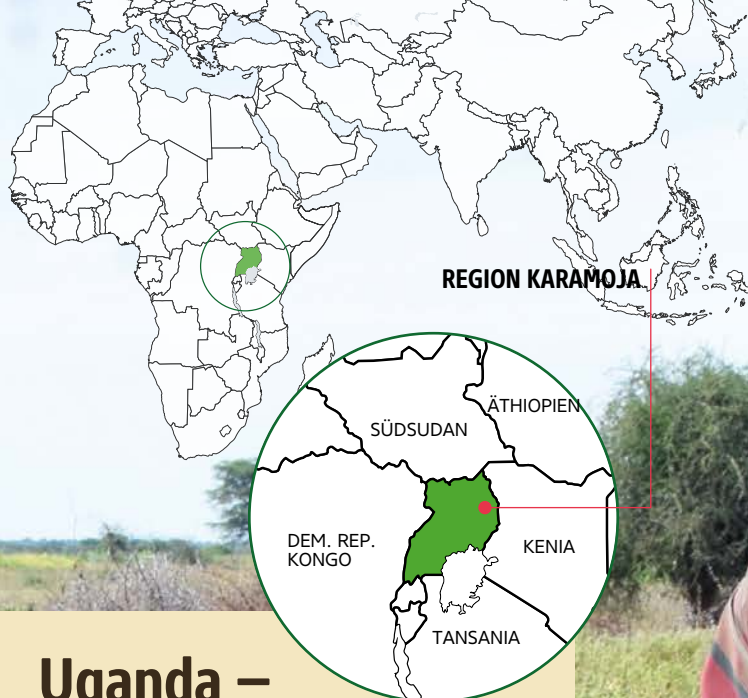 REGION KARAMOJA
ÄTHIOPIEN
SÜDSUDAN
DEM. REP.
KONGO
KENIA
TANSANIA
Uganda –